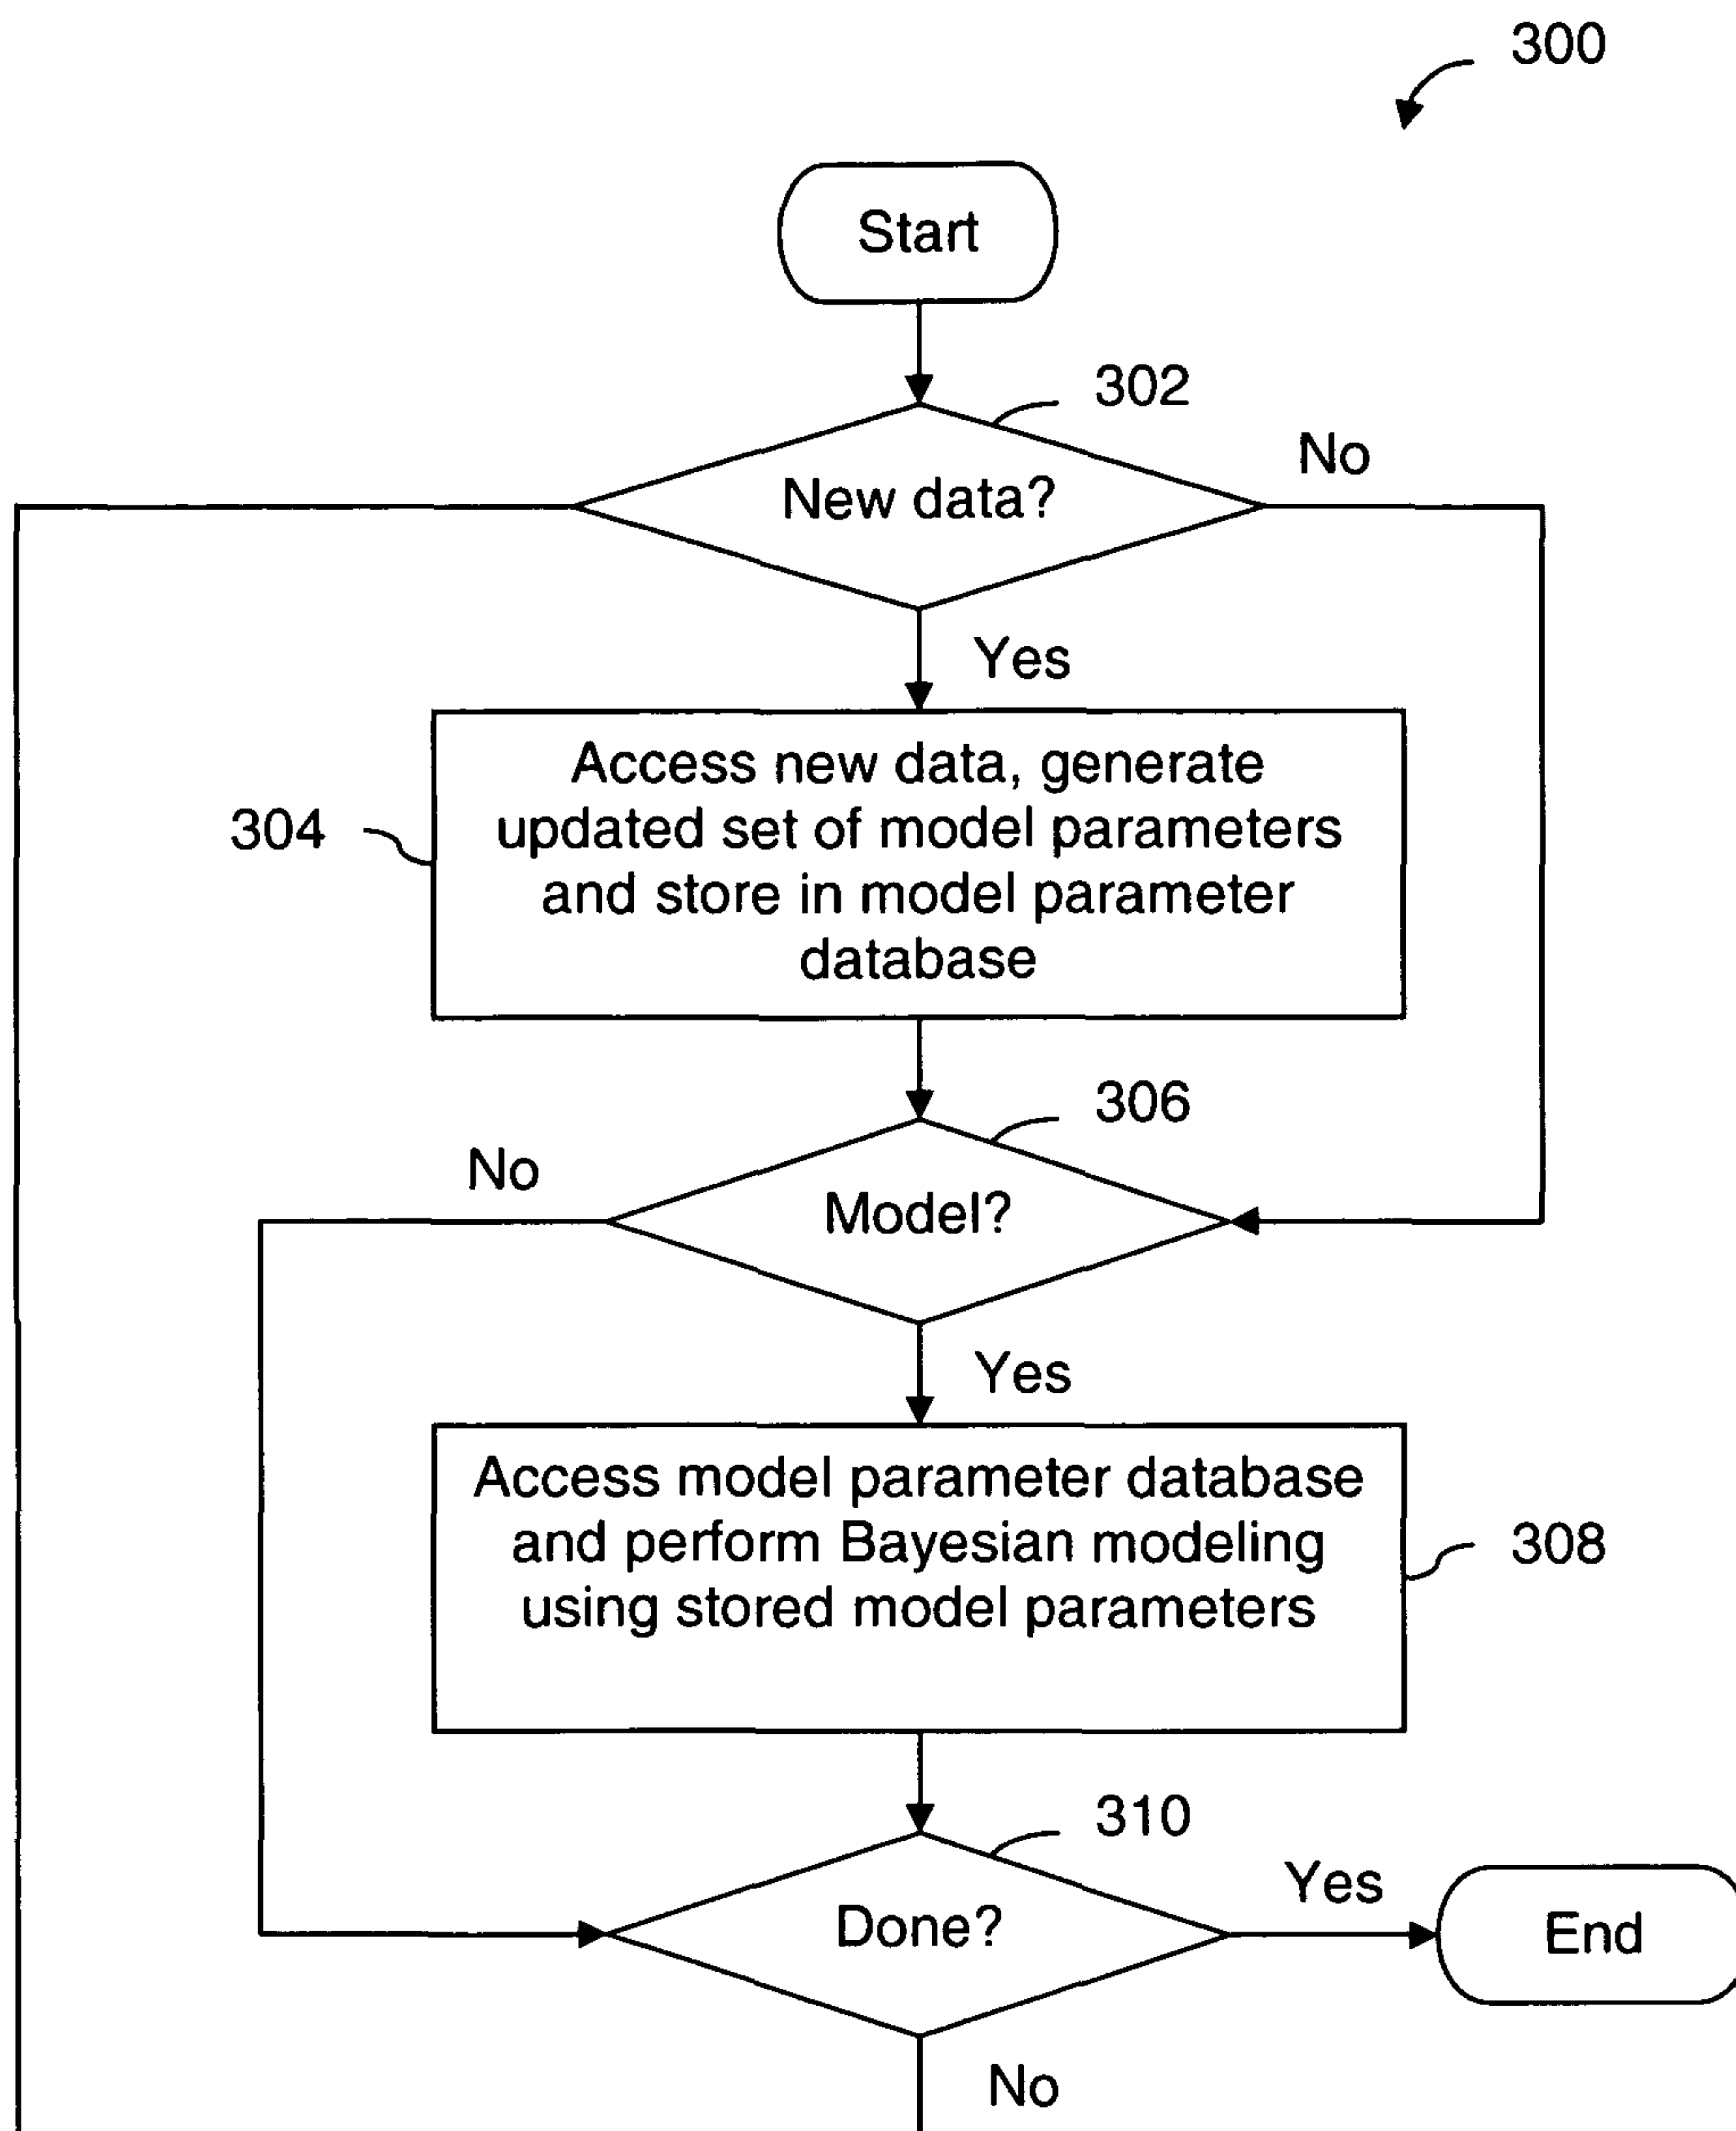 300
Start
302
No
New data?
Yes
304
Access new data, generate
updated set of model parameters
and store in model parameter
database
306
No
Model?
Yes
Access model parameter database
and perform Bayesian modeling
using stored model parameters
308
310
Yes
Done?
End
No